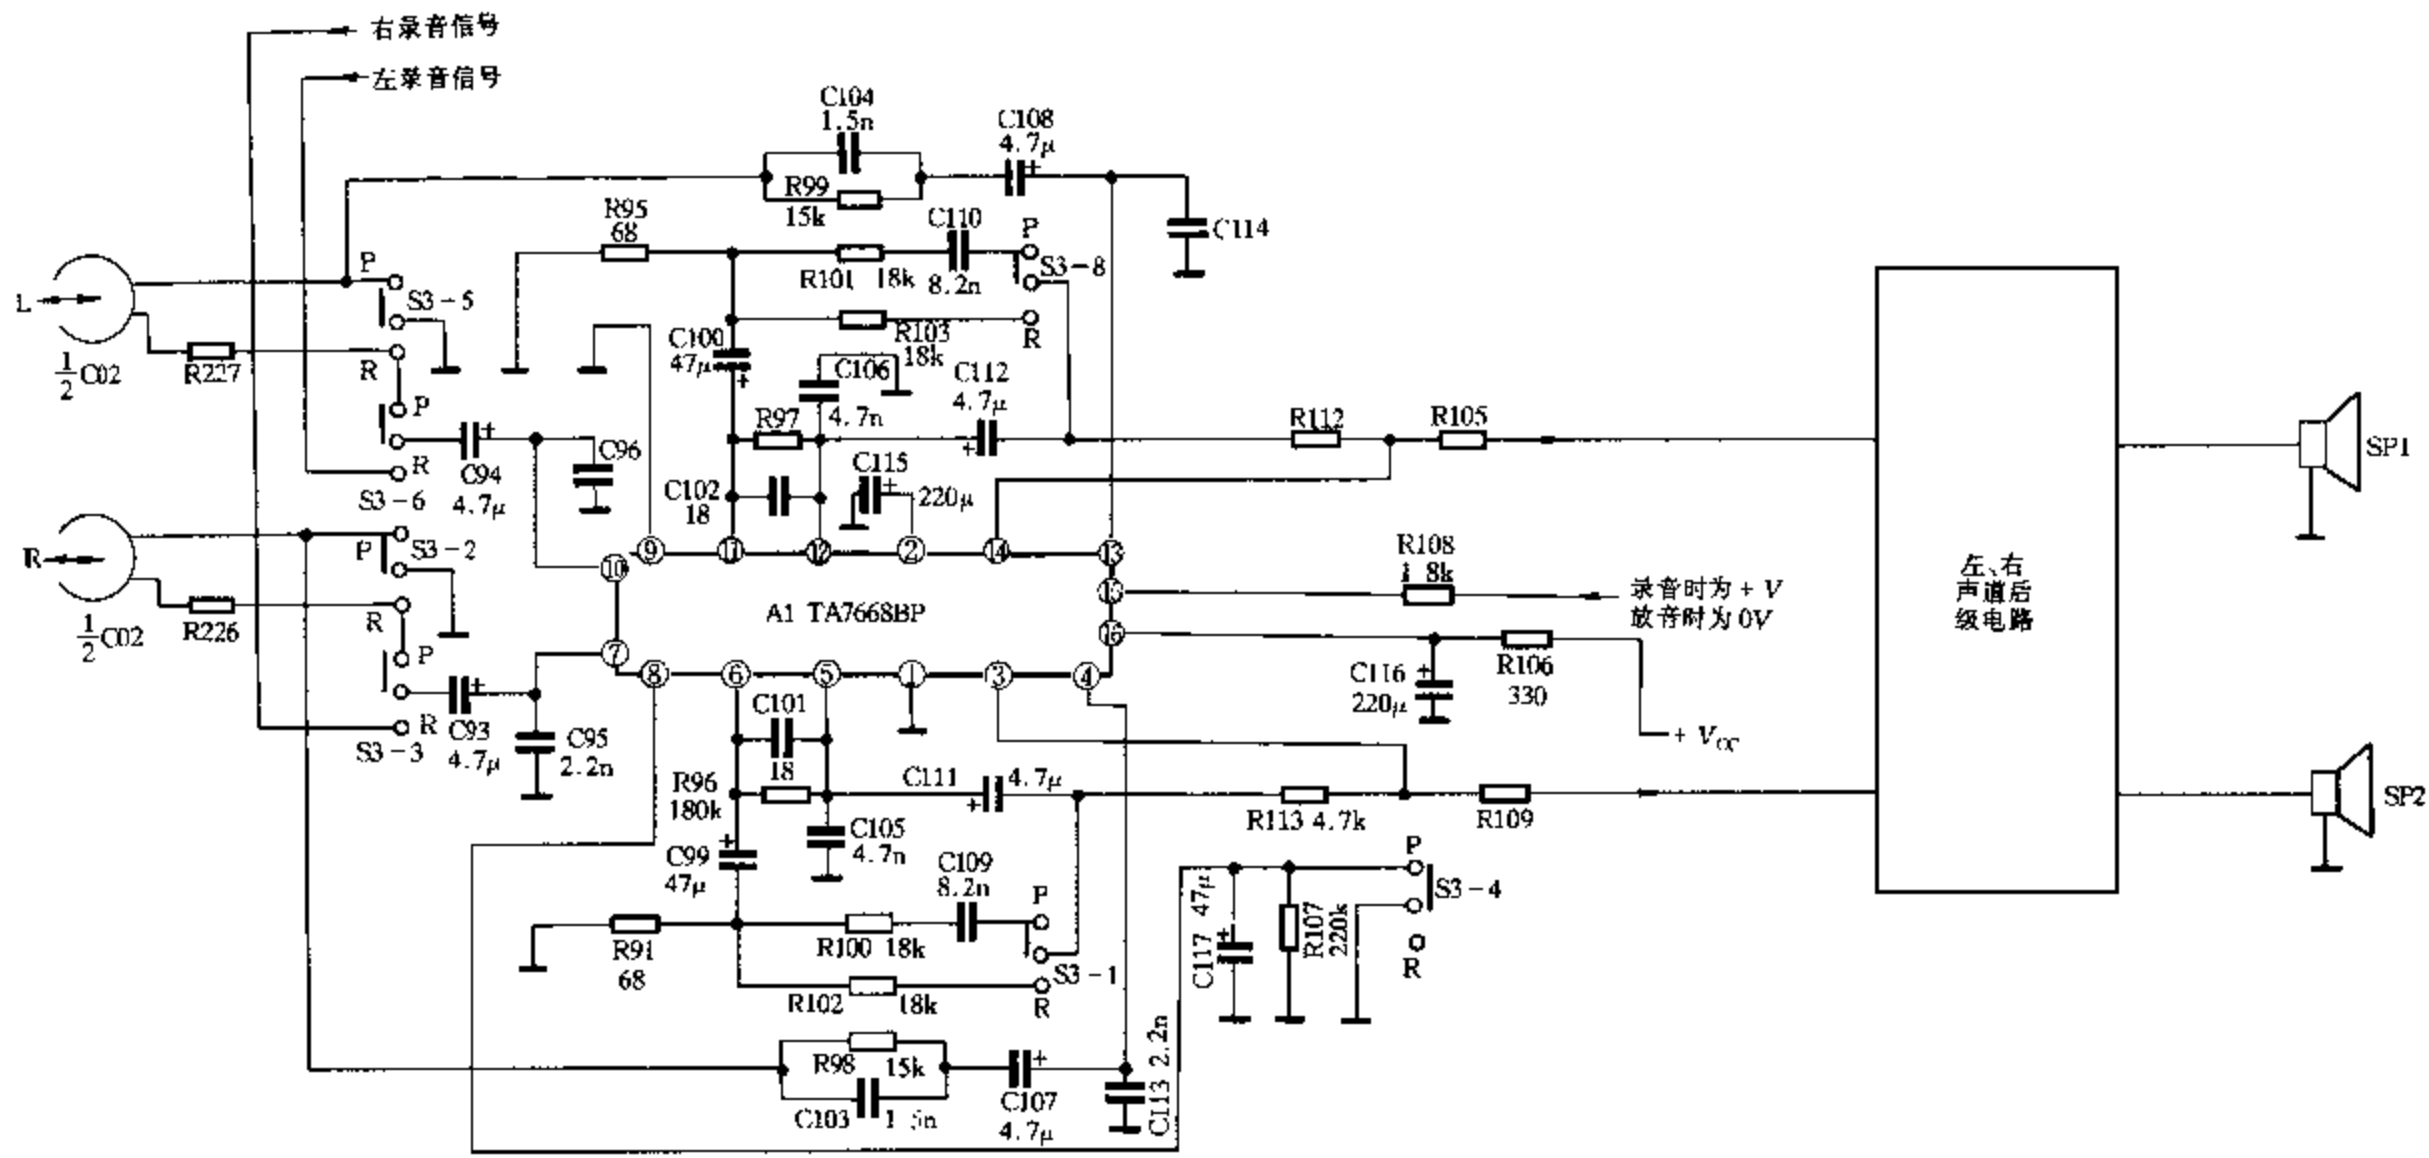 右录音信号
左录音信号
C104
1.5n
C108
4.7μ
R99
15k
R95
68
C110
8.2n
P
S3-8
C114
R101 18k
R103
18k
R
L
1/2 C02
P
S3-5
R227
R
P
R
S3-6
C94
4.7μ
C96
C100
47μ
C106
4.7n
C112
4.7μ
R97
C102
18
C115
220μ
R112
R105
SP1
R
1/2 C02
P
S3-2
R226
R
P
R
S3-3
C93
4.7μ
C95
2.2n
⑨ ⑪ ⑫ ② ⑭ ⑬
⑩
⑮
A1 TA7668BP
⑯
⑦
⑧ ⑥ ⑤ ① ③ ④
R108
1.8k
录音时为+V
放音时为0V
C116
220μ
R106
330
+VCC
左、右
声道后
级电路
C101
18
R96
180k
C111 4.7μ
C105
4.7n
C99
47μ
C109
8.2n
P
R91
68
R100 18k
S3-1
R102 18k
R
R113 4.7k
R109
SP2
P
S3-4
R
C117 47μ
R107
220k
R98 15k
C103 1.5n
C107
4.7μ
C113 2.2n